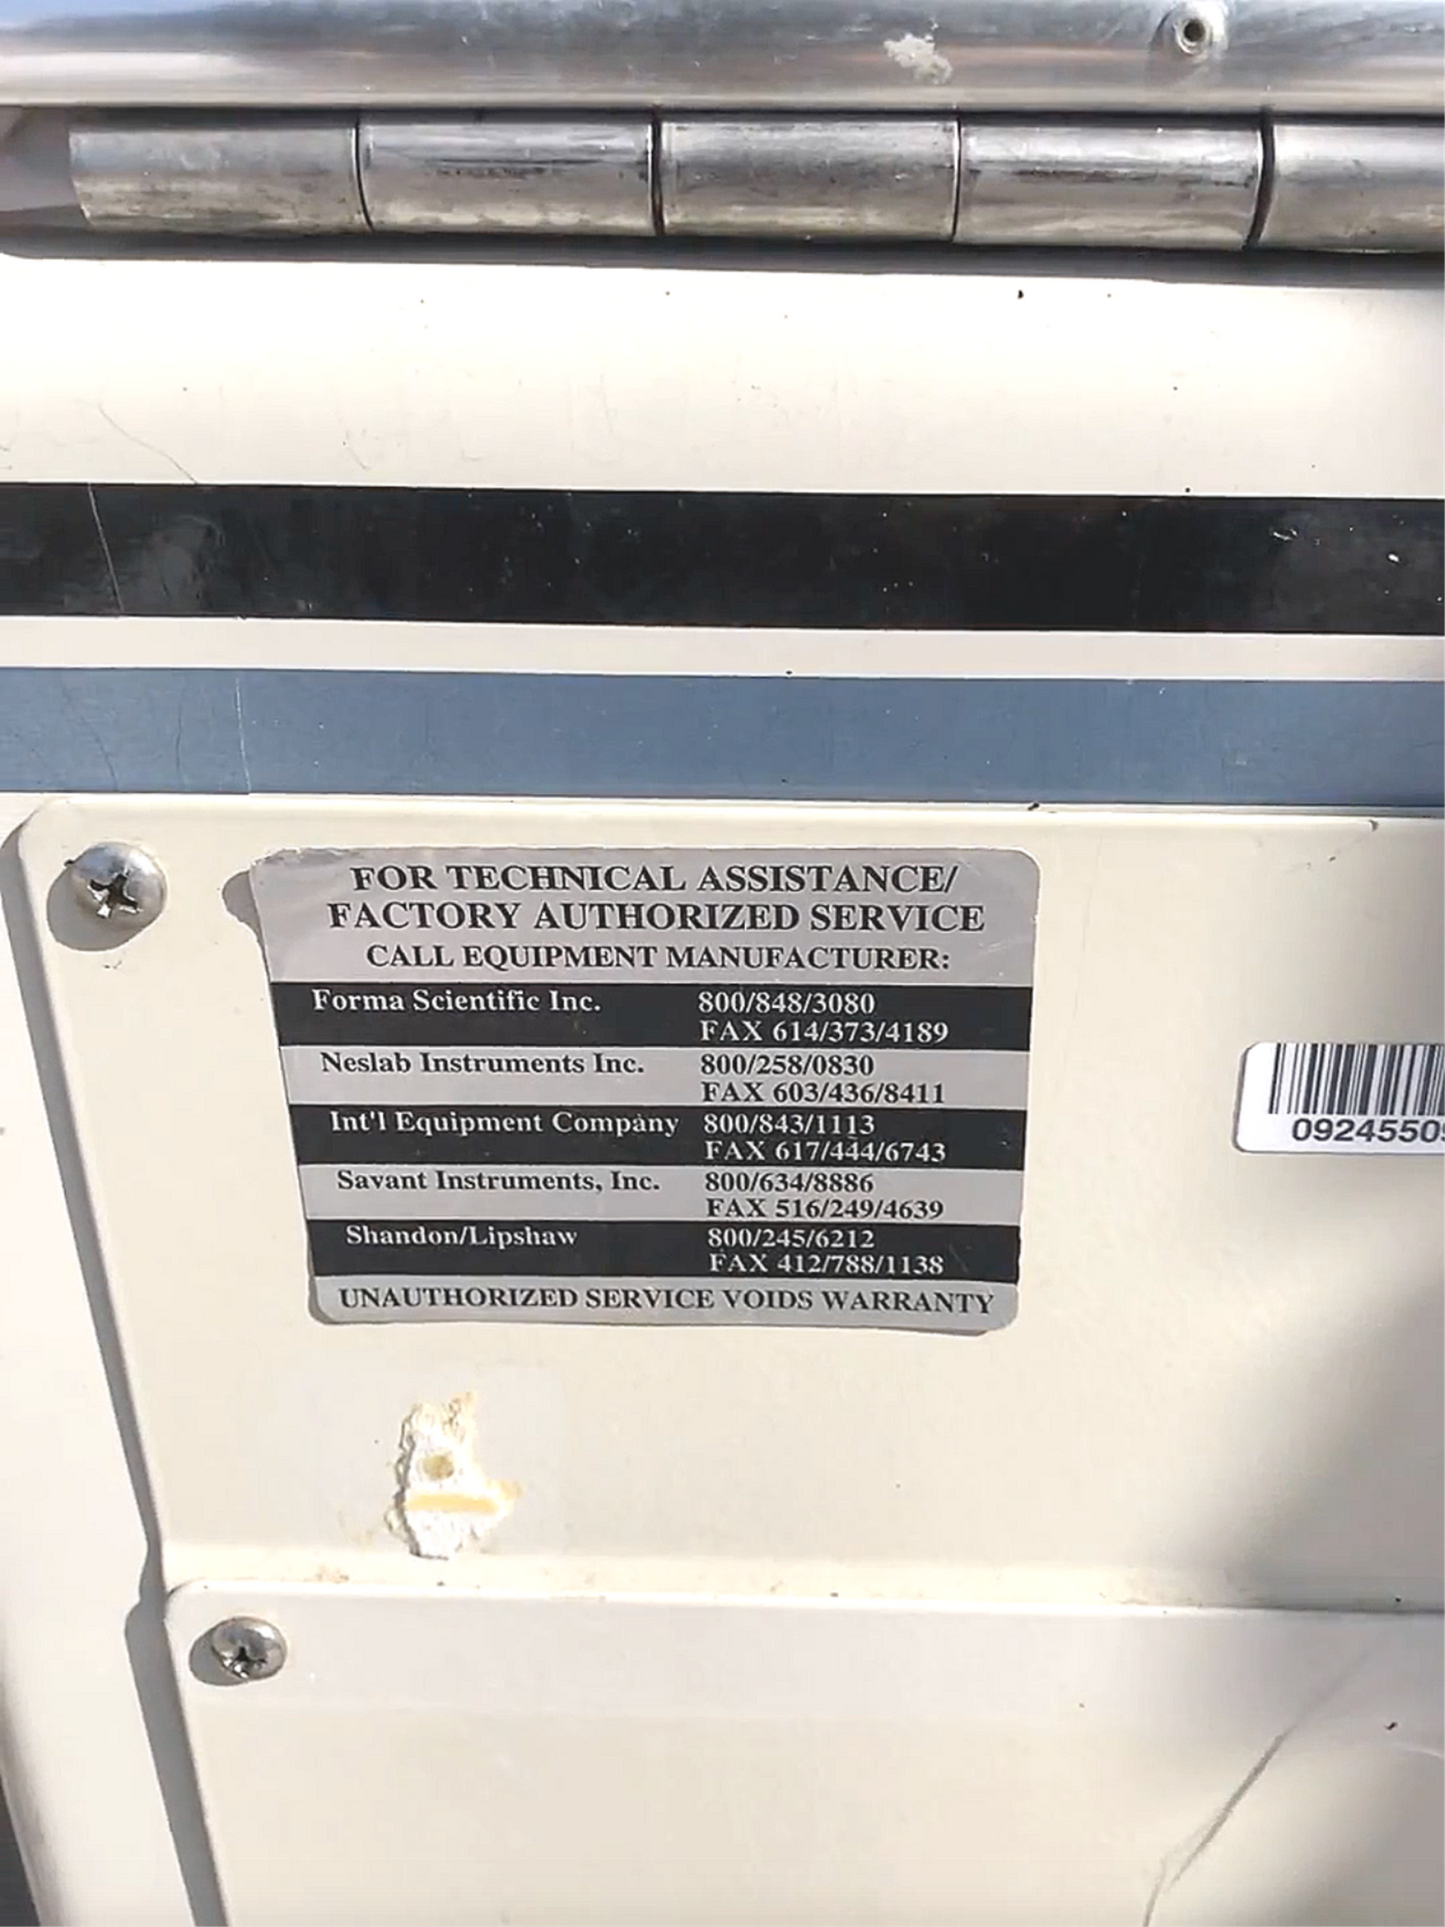 FOR TECHNICAL ASSISTANCE/
FACTORY AUTHORIZED SERVICE
CALL EQUIPMENT MANUFACTURER:
Forma Scientific Inc. 800/848/3080
FAX 614/373/4189
Neslab Instruments Inc. 800/258/0830
FAX 603/436/8411
Int'l Equipment Company 800/843/1113
FAX 617/444/6743
Savant Instruments, Inc. 800/634/8886
FAX 516/249/4639
Shandon/Lipshaw 800/245/6212
FAX 412/788/1138
UNAUTHORIZED SERVICE VOIDS WARRANTY
0924550